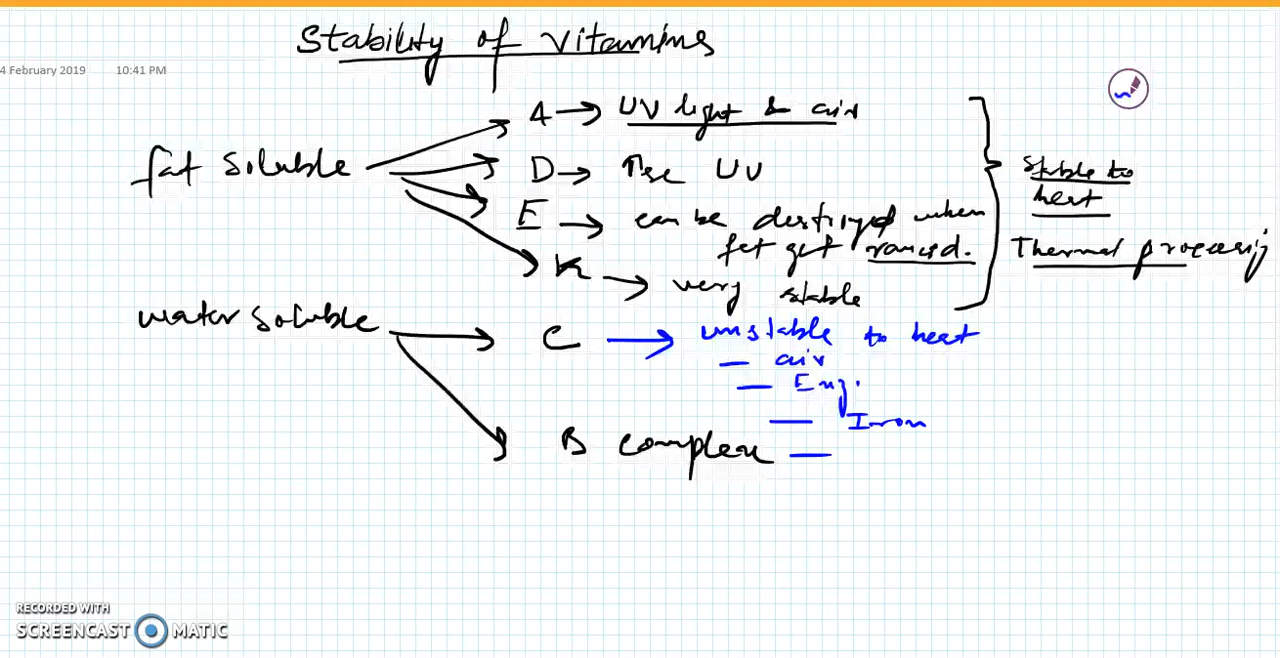 Stability of Vitamins
4 February 2019 10:41 PM
A → UV light & air
fat soluble
D → UV
stable to
heat
E → can be destroyed when
fat get rancid.
Thermal processing
K → very stable
water soluble
C → unstable to heat
— air
— Enz.
— Iron
B complex —
RECORDED WITH
SCREENCAST MATIC